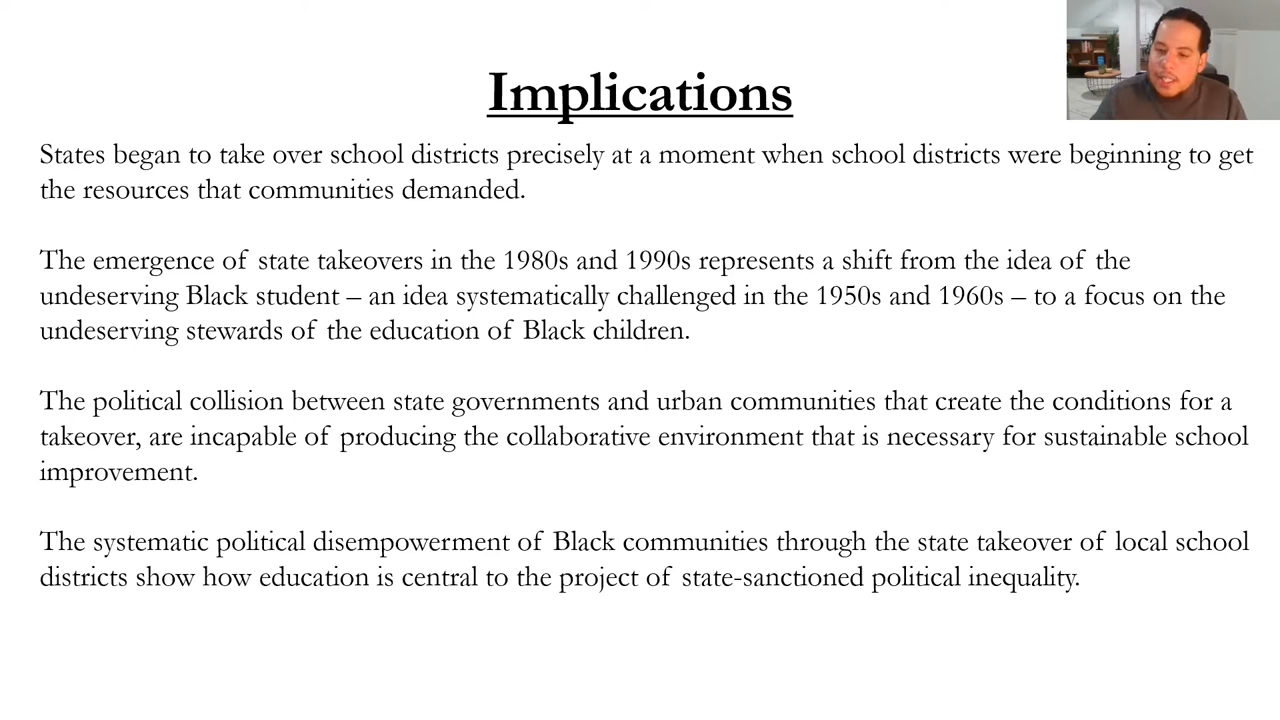 Implications
States began to take over school districts precisely at a moment when school districts were beginning to get
the resources that communities demanded.
The emergence of state takeovers in the 1980s and 1990s represents a shift from the idea of the
undeserving Black student – an idea systematically challenged in the 1950s and 1960s – to a focus on the
undeserving stewards of the education of Black children.
The political collision between state governments and urban communities that create the conditions for a
takeover, are incapable of producing the collaborative environment that is necessary for sustainable school
improvement.
The systematic political disempowerment of Black communities through the state takeover of local school
districts show how education is central to the project of state-sanctioned political inequality.